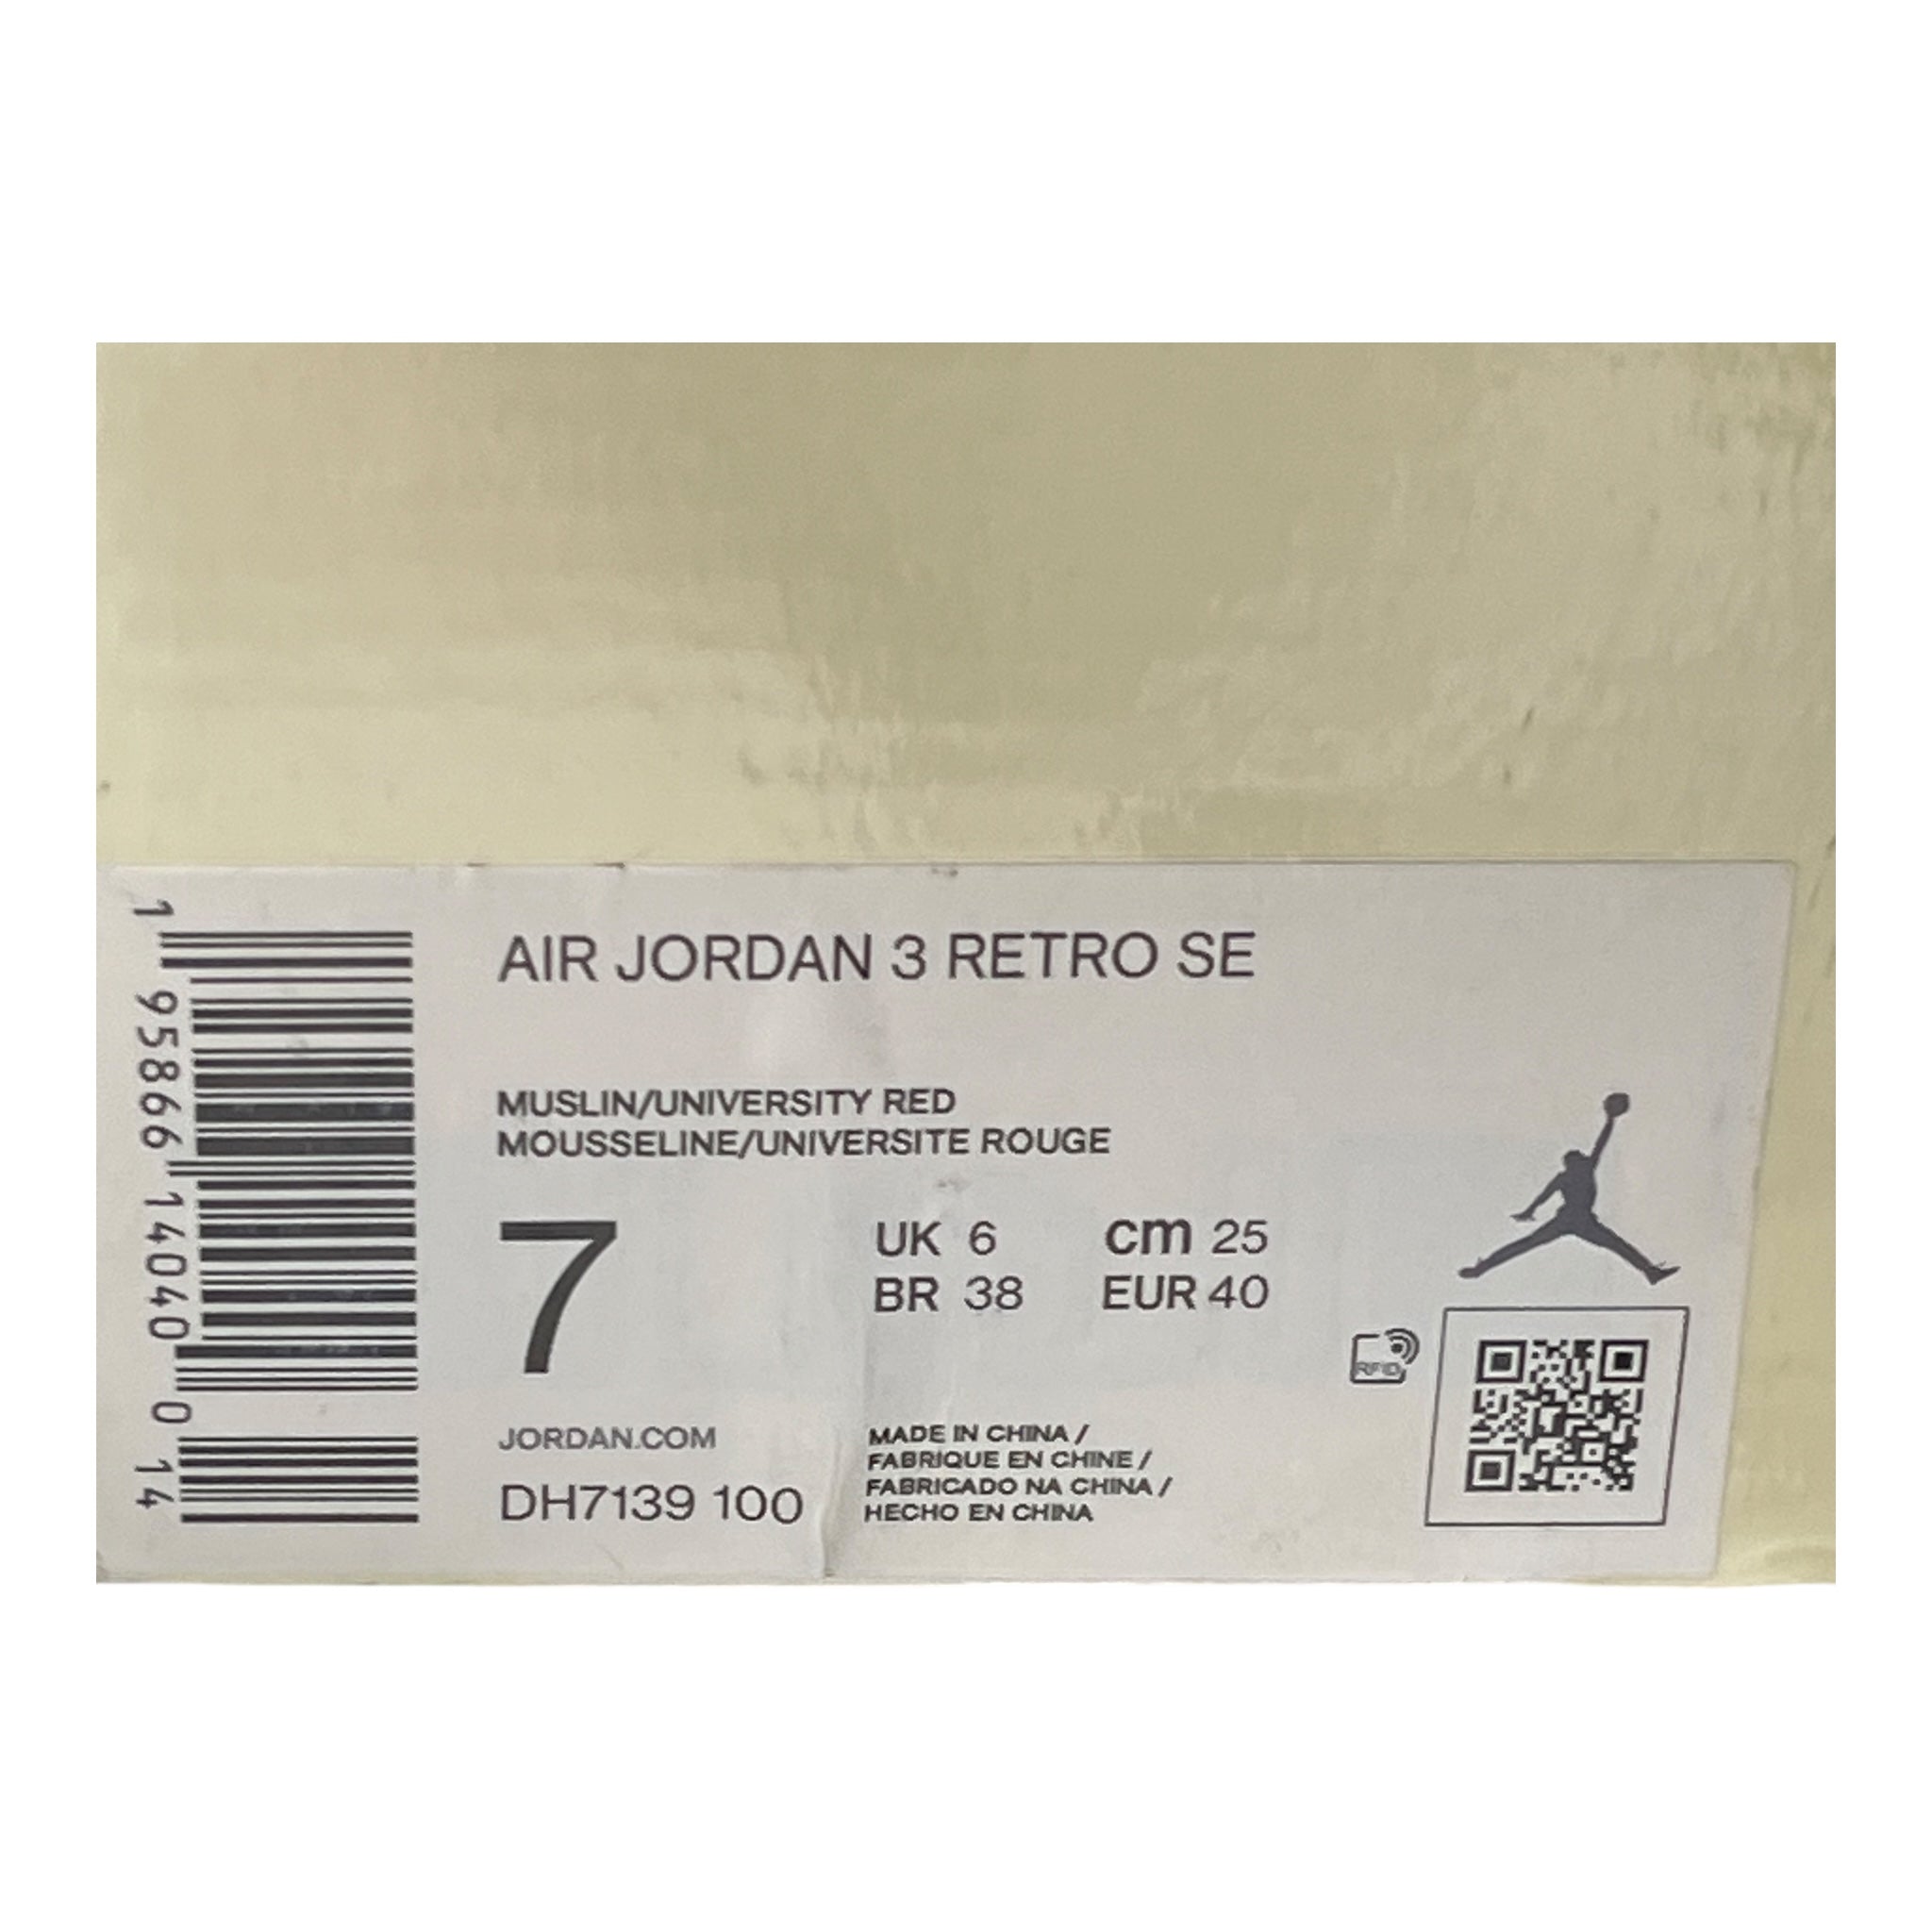 1 95866 14040 0 14
AIR JORDAN 3 RETRO SE
MUSLIN/UNIVERSITY RED
MOUSSELINE/UNIVERSITE ROUGE
7
UK 6 cm 25
BR 38 EUR 40
RFID
JORDAN.COM
DH7139 100
MADE IN CHINA /
FABRIQUE EN CHINE /
FABRICADO NA CHINA /
HECHO EN CHINA